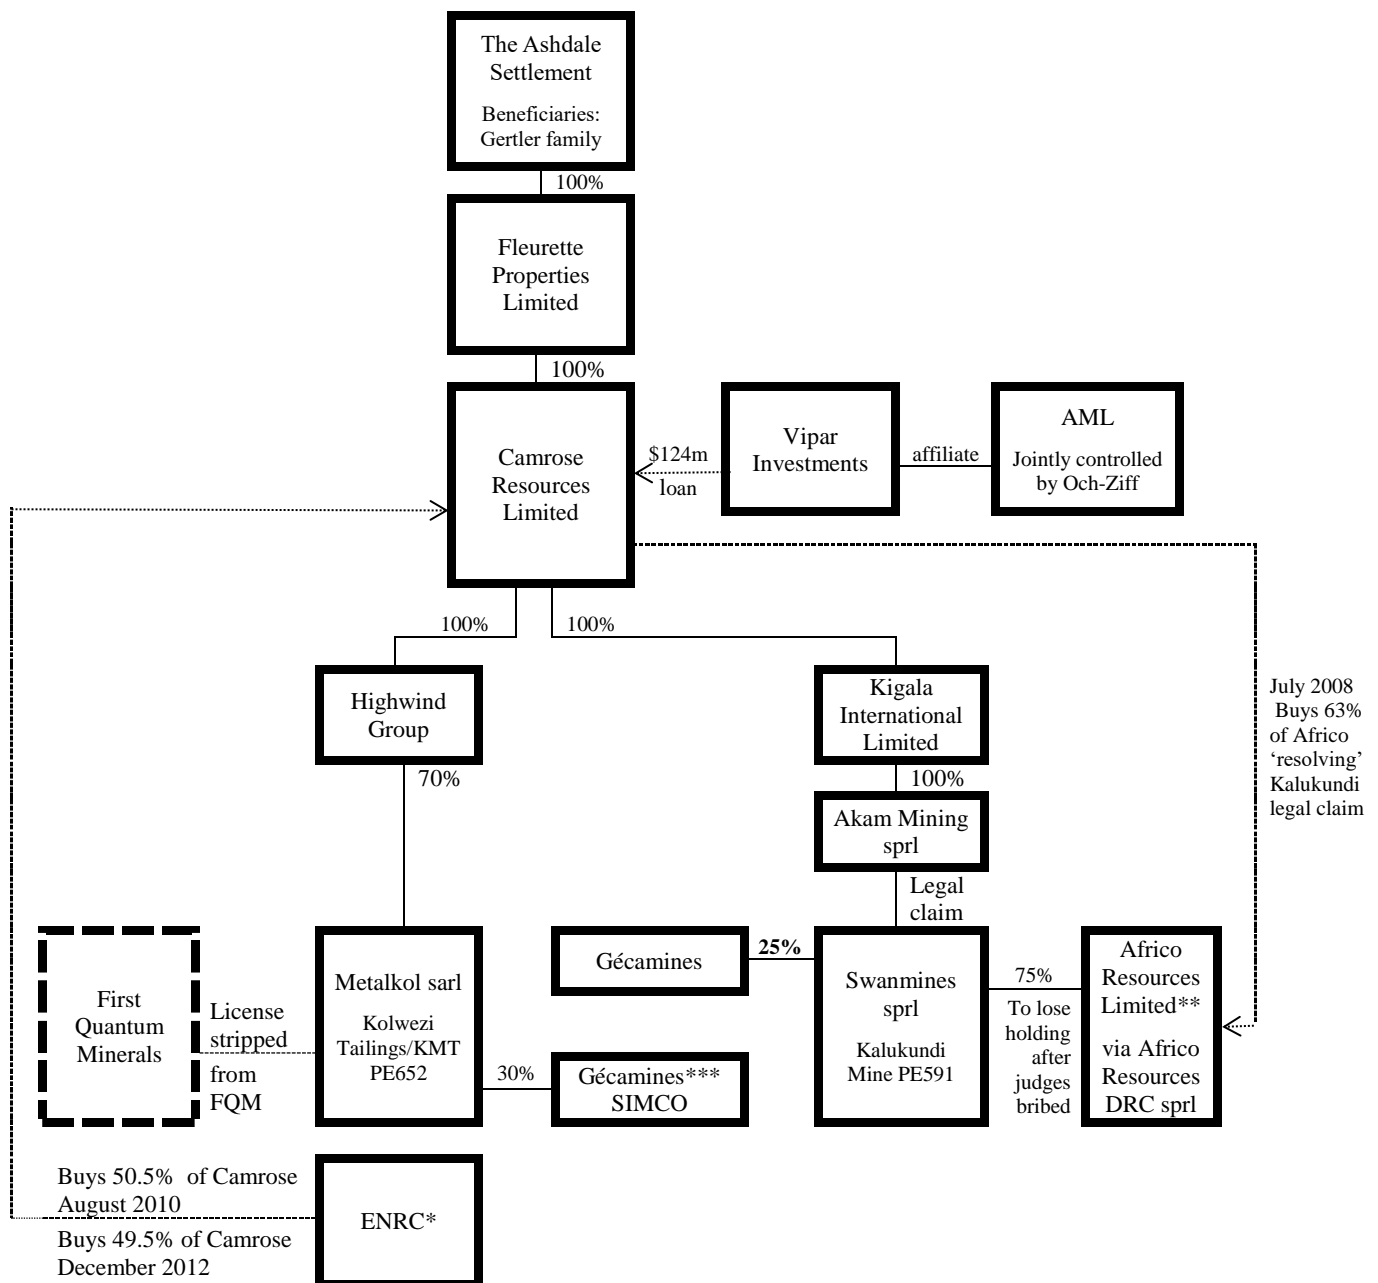 The Ashdale
Settlement
Beneficiaries:
Gertler family
100%
Fleurette
Properties
Limited
100%
Camrose
Resources
Limited
$124m
loan
Vipar
Investments
affiliate
AML
Jointly controlled
by Och-Ziff
100%
100%
Highwind
Group
70%
Kigala
International
Limited
100%
Akam Mining
sprl
Legal
claim
July 2008
Buys 63%
of Africo
‘resolving’
Kalukundi
legal claim
First
Quantum
Minerals
License
stripped
from
FQM
Metalkol sarl
Kolwezi
Tailings/KMT
PE652
30%
Gécamines
25%
Gécamines***
SIMCO
Swanmines
sprl
Kalukundi
Mine PE591
75%
To lose
holding
after
judges
bribed
Africo
Resources
Limited**
via Africo
Resources
DRC sprl
Buys 50.5% of Camrose
August 2010
Buys 49.5% of Camrose
December 2012
ENRC*